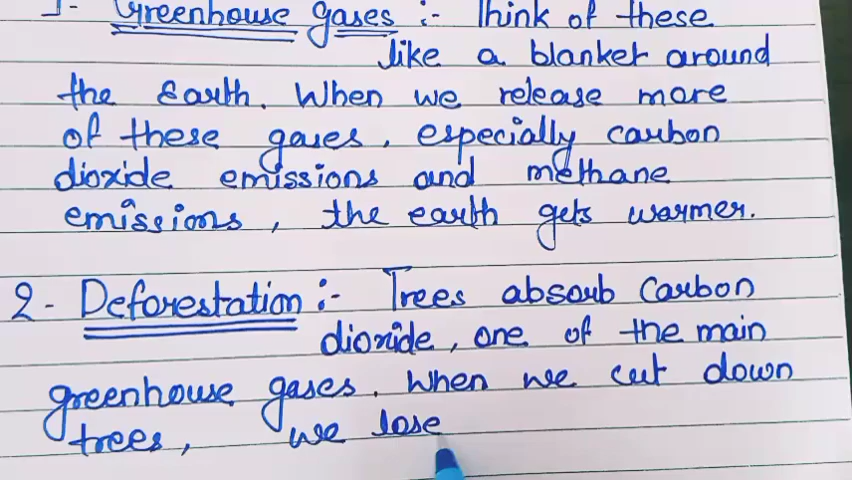 1- Greenhouse gases :- Think of these
like a blanket around
the Earth. When we release more
of these gases, especially carbon
dioxide emissions and methane
emissions, the earth gets warmer.
2- Deforestation :- Trees absorb Carbon
dioxide, one of the main
greenhouse gases. When we cut down
trees, we lose